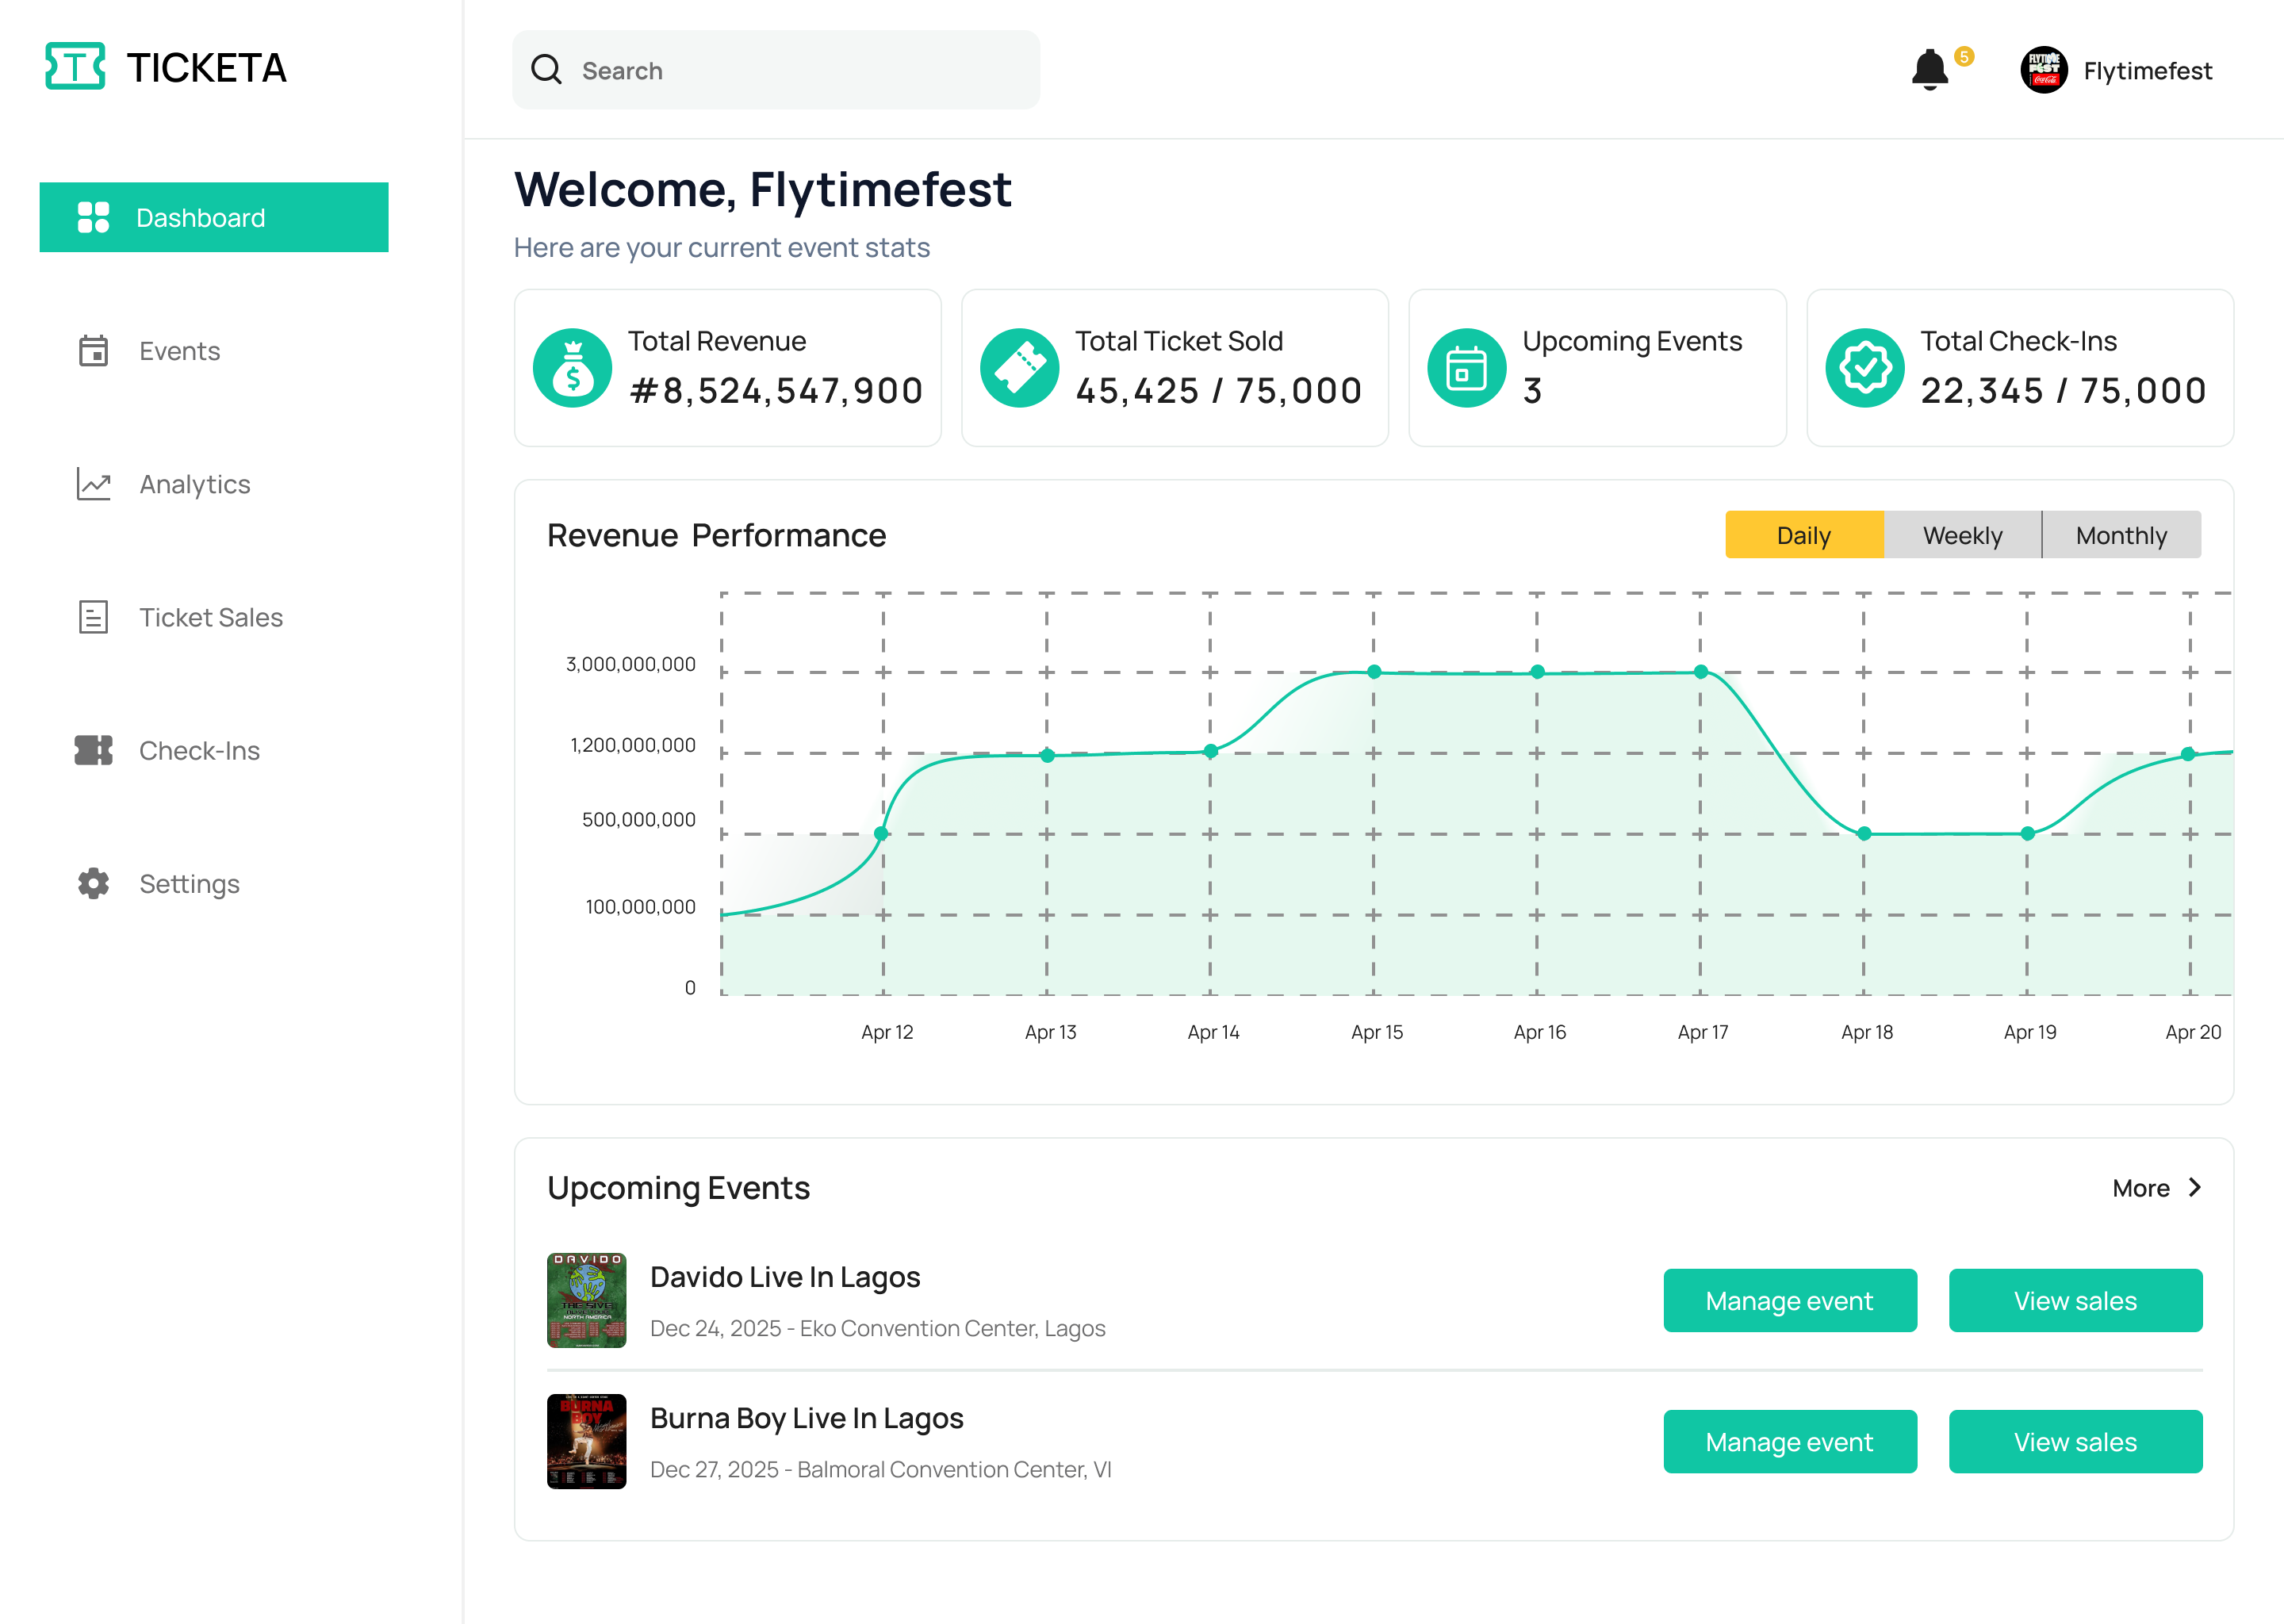 TICKETA
Search
5
Flytimefest
Dashboard
Events
Analytics
Ticket Sales
Check-Ins
Settings
Welcome, Flytimefest
Here are your current event stats
Total Revenue
#8,524,547,900
Total Ticket Sold
45,425 / 75,000
Upcoming Events
3
Total Check-Ins
22,345 / 75,000
Revenue Performance
Daily
Weekly
Monthly
3,000,000,000
1,200,000,000
500,000,000
100,000,000
0
Apr 12
Apr 13
Apr 14
Apr 15
Apr 16
Apr 17
Apr 18
Apr 19
Apr 20
Upcoming Events
More
DAVIDO
NORTH AMERICA
Davido Live In Lagos
Dec 24, 2025 - Eko Convention Center, Lagos
Manage event
View sales
BURNA
BOY
Burna Boy Live In Lagos
Dec 27, 2025 - Balmoral Convention Center, VI
Manage event
View sales